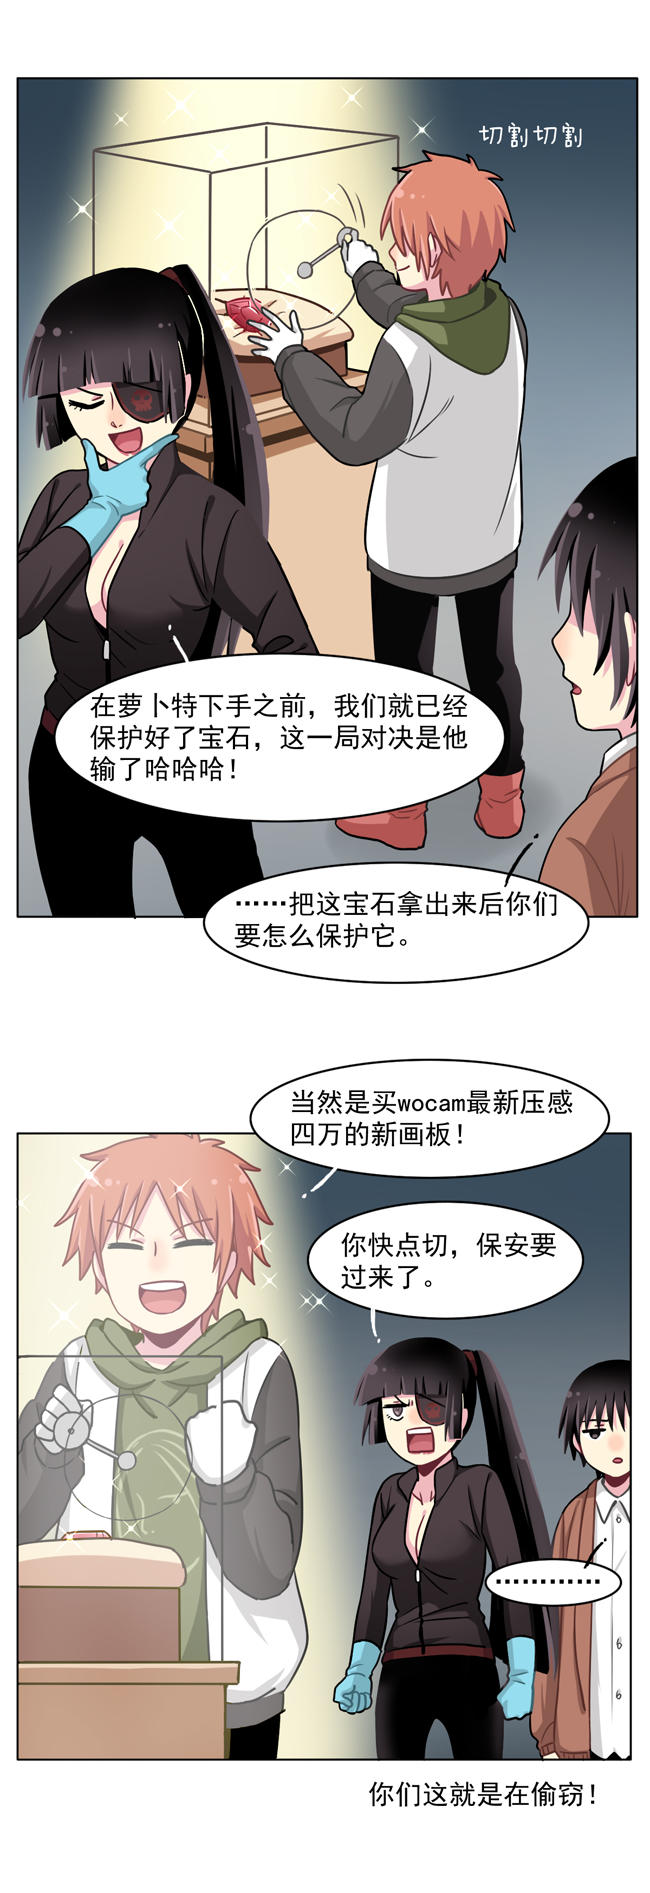 切割切割
在萝卜特下手之前，我们就已经
保护好了宝石，这一局对决是他
输了哈哈哈！
……把这宝石拿出来后你们
要怎么保护它。
当然是买wocam最新压感
四万的新画板！
你快点切，保安要
过来了。
…………
你们这就是在偷窃！